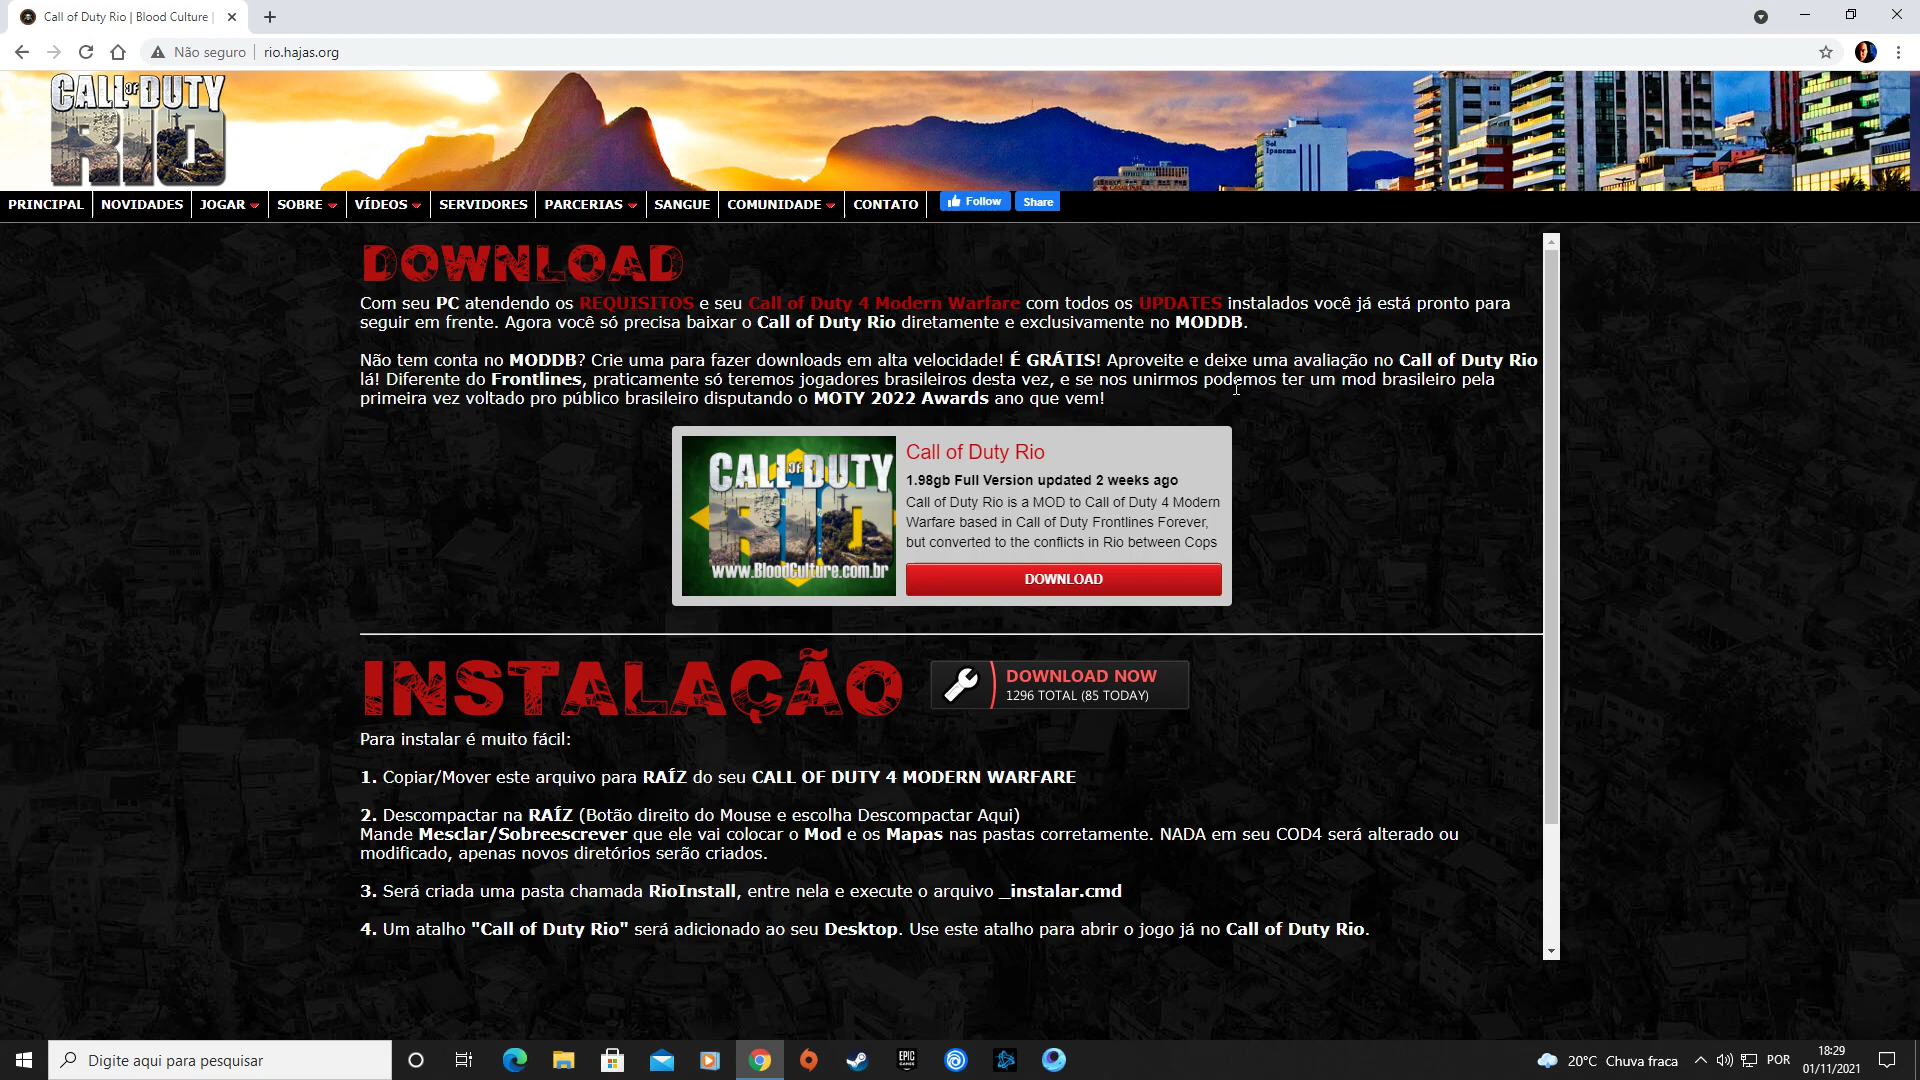 Call of Duty Rio | Blood Culture |
Não seguro
rio.hajas.org
CALL OF DUTY
RIO
Sol Ipanema
PRINCIPAL
NOVIDADES
JOGAR
SOBRE
VÍDEOS
SERVIDORES
PARCERIAS
SANGUE
COMUNIDADE
CONTATO
Follow
Share
DOWNLOAD
Com seu PC atendendo os REQUISITOS e seu Call of Duty 4 Modern Warfare com todos os UPDATES instalados você já está pronto para
seguir em frente. Agora você só precisa baixar o Call of Duty Rio diretamente e exclusivamente no MODDB.
Não tem conta no MODDB? Crie uma para fazer downloads em alta velocidade! É GRÁTIS! Aproveite e deixe uma avaliação no Call of Duty Rio
lá! Diferente do Frontlines, praticamente só teremos jogadores brasileiros desta vez, e se nos unirmos podemos ter um mod brasileiro pela
primeira vez voltado pro público brasileiro disputando o MOTY 2022 Awards ano que vem!
CALL OF DUTY
RIO
www.BloodCulture.com.br
Call of Duty Rio
1.98gb Full Version updated 2 weeks ago
Call of Duty Rio is a MOD to Call of Duty 4 Modern
Warfare based in Call of Duty Frontlines Forever,
but converted to the conflicts in Rio between Cops
DOWNLOAD
INSTALAÇÃO
DOWNLOAD NOW
1296 TOTAL (85 TODAY)
Para instalar é muito fácil:
1. Copiar/Mover este arquivo para RAÍZ do seu CALL OF DUTY 4 MODERN WARFARE
2. Descompactar na RAÍZ (Botão direito do Mouse e escolha Descompactar Aqui)
Mande Mesclar/Sobreescrever que ele vai colocar o Mod e os Mapas nas pastas corretamente. NADA em seu COD4 será alterado ou
modificado, apenas novos diretórios serão criados.
3. Será criada uma pasta chamada RioInstall, entre nela e execute o arquivo _instalar.cmd
4. Um atalho "Call of Duty Rio" será adicionado ao seu Desktop. Use este atalho para abrir o jogo já no Call of Duty Rio.
Digite aqui para pesquisar
EPIC GAMES
20°C Chuva fraca
POR
18:29
01/11/2021